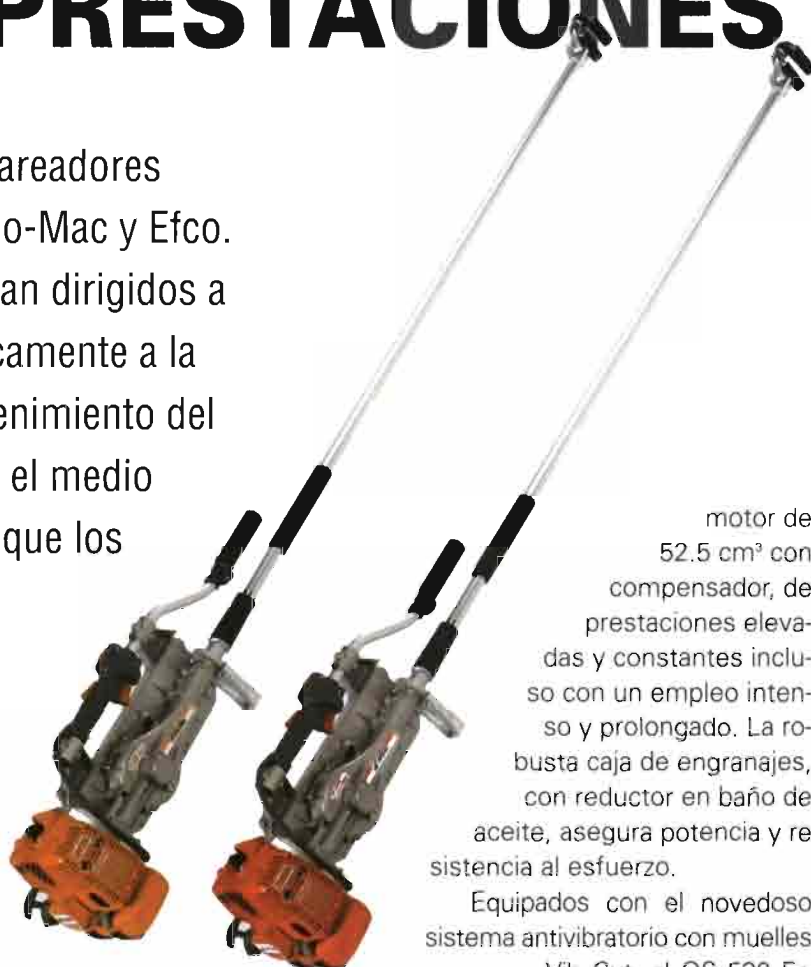 PRESTACIONES
areadores
o-Mac y Efco.
an dirigidos a
camente a la
enimiento del
el medio
que los
motor de
52.5 cm³ con
compensador, de
prestaciones eleva-
das y constantes inclu-
so con un empleo inten-
so y prolongado. La ro-
busta caja de engranajes,
con reductor en baño de
aceite, asegura potencia y re
sistencia al esfuerzo.
Equipados con el novedoso
sistema antivibratorio con muelles